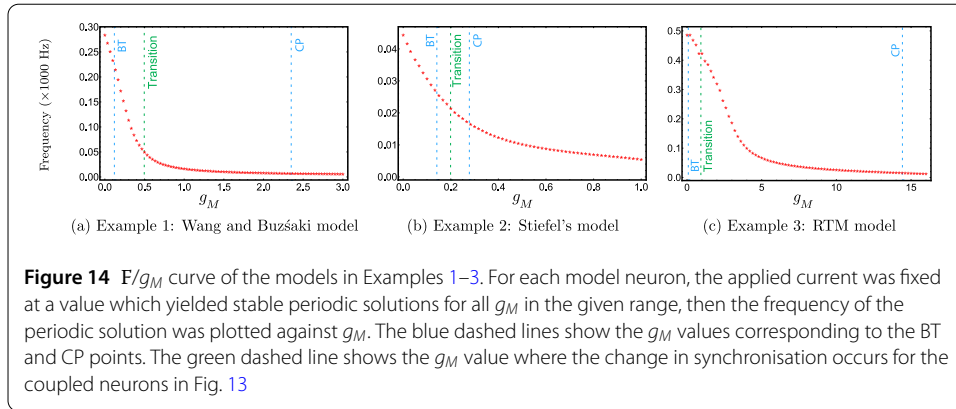 Frequency (×1000 Hz)
0.30
0.25
0.20
0.15
0.10
0.05
0.00
BT
Transition
CP
0.0 0.5 1.0 1.5 2.0 2.5 3.0
g_M
(a) Example 1: Wang and Buzśaki model
0.04
0.03
0.02
0.01
0.00
BT
Transition
CP
0.0 0.2 0.4 0.6 0.8 1.0
g_M
(b) Example 2: Stiefel's model
0.5
0.4
0.3
0.2
0.1
0.0
BT
Transition
CP
0 5 10 15
g_M
(c) Example 3: RTM model
Figure 14 F/g_M curve of the models in Examples 1–3. For each model neuron, the applied current was fixed
at a value which yielded stable periodic solutions for all g_M in the given range, then the frequency of the
periodic solution was plotted against g_M. The blue dashed lines show the g_M values corresponding to the BT
and CP points. The green dashed line shows the g_M value where the change in synchronisation occurs for the
coupled neurons in Fig. 13